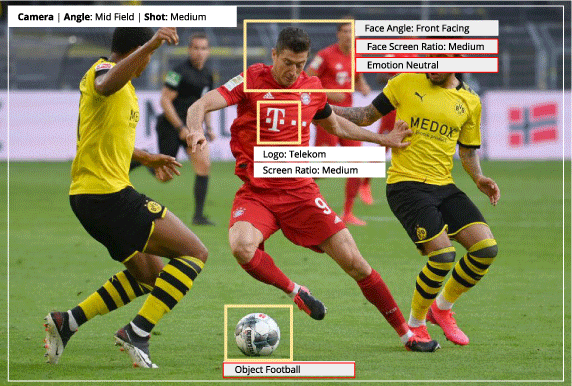 Camera | Angle: Mid Field | Shot: Medium
Face Angle: Front Facing
Face Screen Ratio: Medium
Emotion Neutral
T
MEDOX
Logo: Telekom
Screen Ratio: Medium
9
Object Football